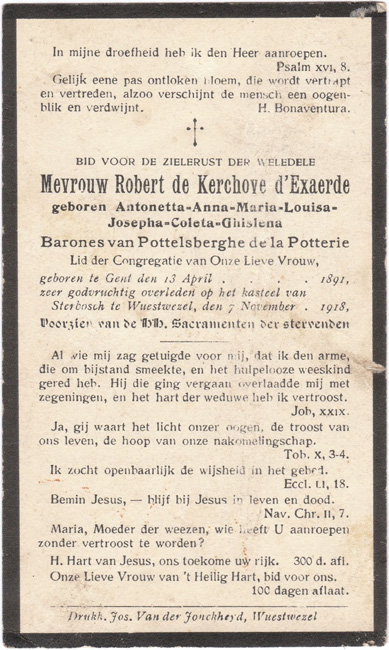 In mijne droefheid heb ik den Heer aanroepen.
Psalm XVI, 8.
Gelijk eene pas ontloken bloem, die wordt vertrapt
en vertreden, alzoo verschijnt de mensch een oogen-
blik en verdwijnt.     H. Bonaventura.
BID VOOR DE ZIELERUST DER WELEDELE
Mevrouw Robert de Kerchove d'Exaerde
geboren Antonetta-Anna-Maria-Louisa-
Josepha-Coleta-Ghislena
Barones van Pottelsberghe de la Potterie
Lid der Congregatie van Onze Lieve Vrouw,
geboren te Gent den 13 April . . . . 1891,
zeer godvruchtig overleden op het kasteel van
Sterbosch te Wuestwezel, den 7 November . 1918,
Voorzien van de HH. Sacramenten der stervenden
Al wie mij zag getuigde voor mij, dat ik den arme,
die om bijstand smeekte, en het hulpelooze weeskind
gered heb. Hij die ging vergaan overlaadde mij met
zegeningen, en het hart der weduwe heb ik vertroost.
Job, XXIX.
Ja, gij waart het licht onzer oogen, de troost van
ons leven, de hoop van onze nakomelingschap.
Tob. X, 3-4.
Ik zocht openbaarlijk de wijsheid in het gebed.
Eccl. LI, 18.
Bemin Jesus, — blijf bij Jesus in leven en dood.
Nav. Chr. II, 7.
Maria, Moeder der weezen, wie heeft U aanroepen
zonder vertroost te worden?
H. Hart van Jesus, ons toekome uw rijk. 300 d. afl.
Onze Lieve Vrouw van 't Heilig Hart, bid voor ons.
100 dagen aflaat.
Drukk. Jos. Van der Jonckheyd, Wuestwezel